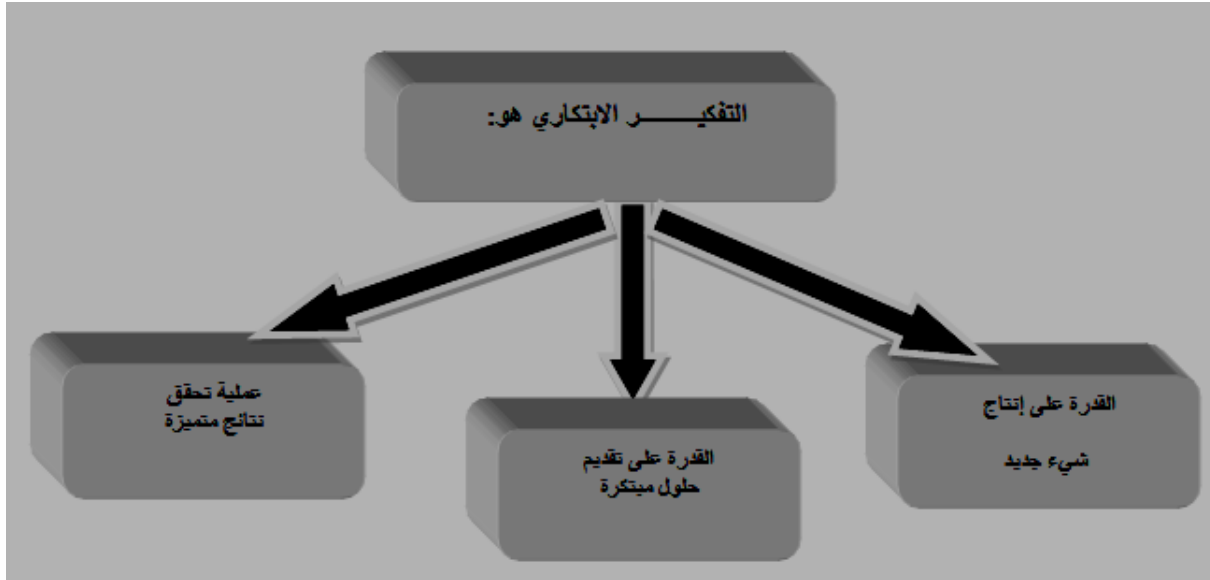 التفكيـــــــر الابتكاري هو:
القدرة على إنتاج
شيء جديد
القدرة على تقديم
حلول مبتكرة
عملية تحقق
نتائج متميزة